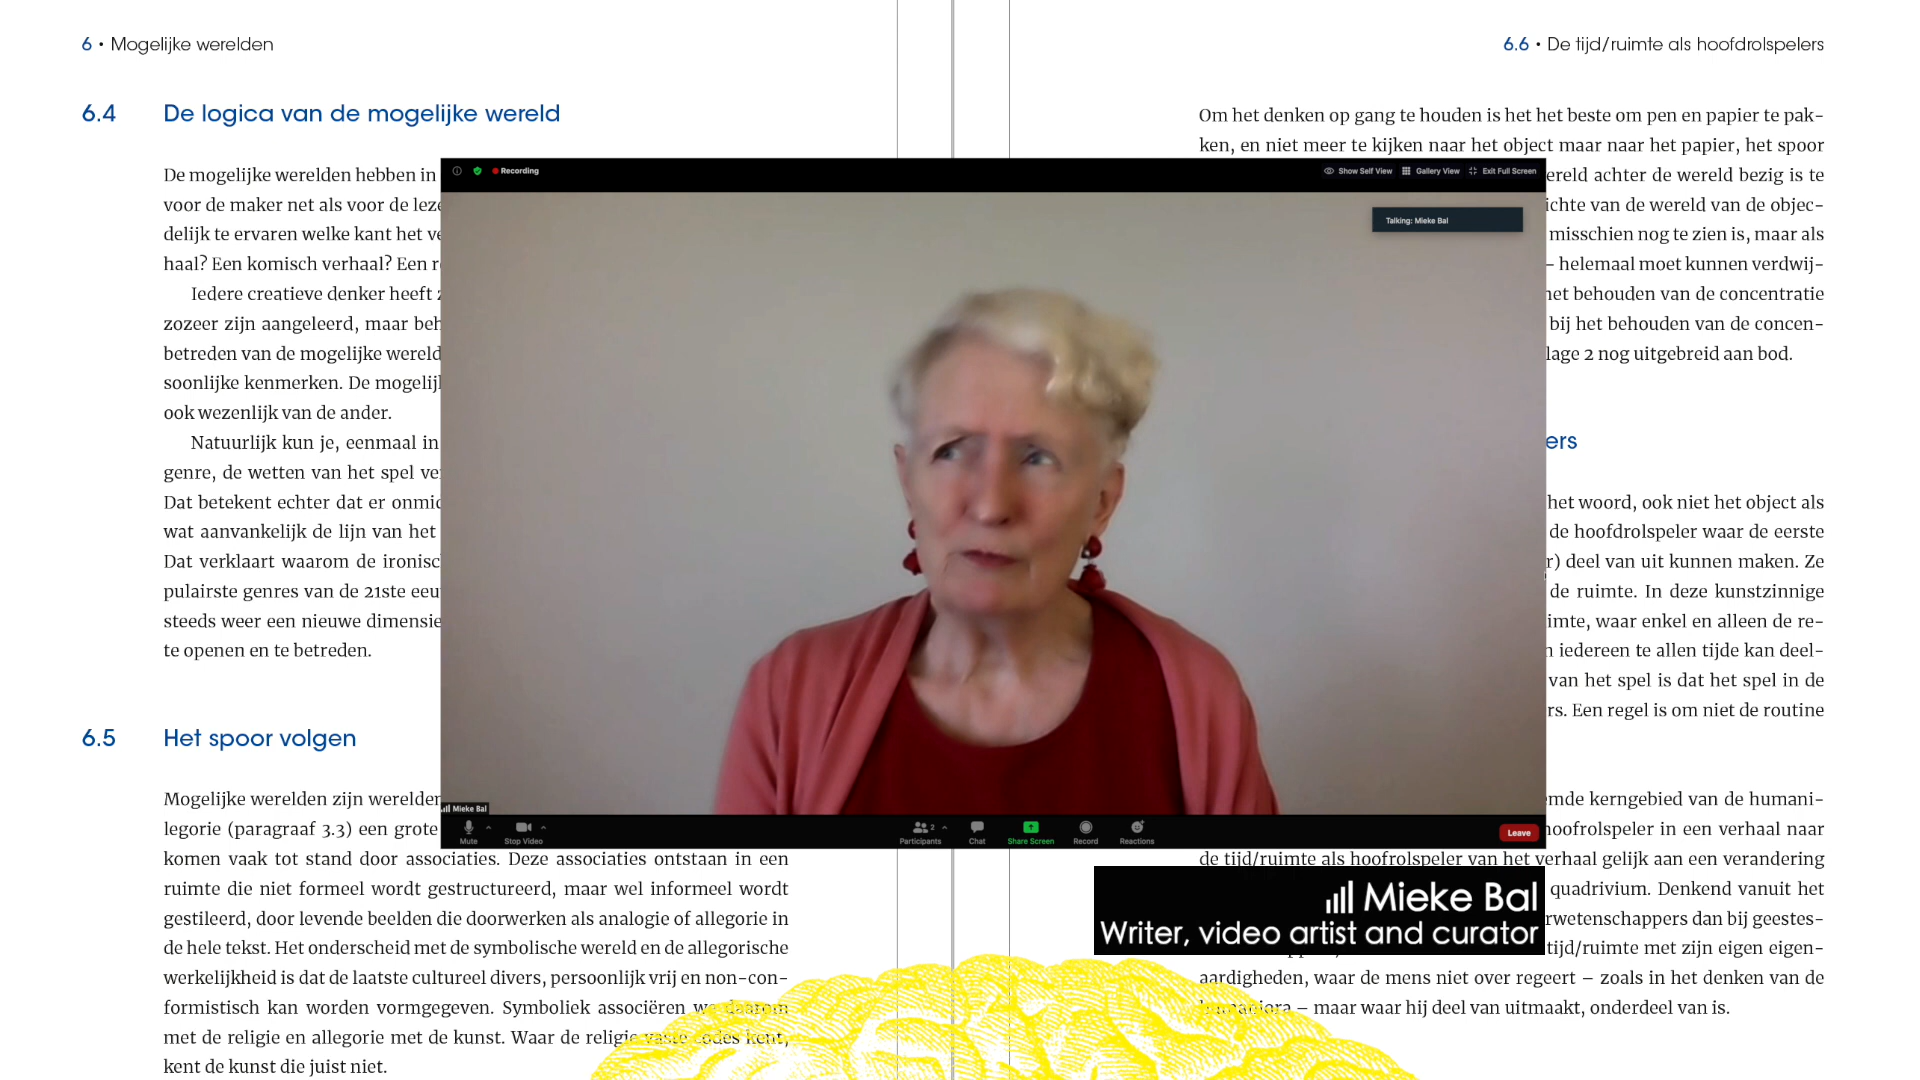 6 • Mogelijke werelden
6.4 De logica van de mogelijke wereld
De mogelijke werelden hebben in
voor de maker net als voor de leze
delijk te ervaren welke kant het ve
haal? Een komisch verhaal? Een r
Iedere creatieve denker heeft z
zozeer zijn aangeleerd, maar beh
betreden van de mogelijke wereld
soonlijke kenmerken. De mogelijk
ook wezenlijk van de ander.
Natuurlijk kun je, eenmaal in
genre, de wetten van het spel ve
Dat betekent echter dat er onmid
wat aanvankelijk de lijn van het
Dat verklaart waarom de ironisc
pulairste genres van de 21ste eeu
steeds weer een nieuwe dimensie
te openen en te betreden.
6.5 Het spoor volgen
Mogelijke werelden zijn werelden
legorie (paragraaf 3.3) een grote
komen vaak tot stand door associaties. Deze associaties ontstaan in een
ruimte die niet formeel wordt gestructureerd, maar wel informeel wordt
gestileerd, door levende beelden die doorwerken als analogie of allegorie in
de hele tekst. Het onderscheid met de symbolische wereld en de allegorische
werkelijkheid is dat de laatste cultureel divers, persoonlijk vrij en non-con-
formistisch kan worden vormgegeven. Symboliek associëren we daarom
met de religie en allegorie met de kunst. Waar de religie vaste codes kent,
kent de kunst die juist niet.
6.6 • De tijd/ruimte als hoofdrolspelers
Om het denken op gang te houden is het het beste om pen en papier te pak-
ken, en niet meer te kijken naar het object maar naar het papier, het spoor
ereld achter de wereld bezig is te
ichte van de wereld van de objec-
misschien nog te zien is, maar als
– helemaal moet kunnen verdwij-
het behouden van de concentratie
bij het behouden van de concen-
lage 2 nog uitgebreid aan bod.
ers
het woord, ook niet het object als
de hoofdrolspeler waar de eerste
r) deel van uit kunnen maken. Ze
de ruimte. In deze kunstzinnige
imte, waar enkel en alleen de re-
n iedereen te allen tijde kan deel-
van het spel is dat het spel in de
rs. Een regel is om niet de routine
emde kerngebied van de humani-
hoofrolspeler in een verhaal naar
de tijd/ruimte als hoofrolspeler van het verhaal gelijk aan een verandering
quadrivium. Denkend vanuit het
rwetenschappers dan bij geestes-
tijd/ruimte met zijn eigen eigen-
aardigheden, waar de mens niet over regeert – zoals in het denken van de
humaniora – maar waar hij deel van uitmaakt, onderdeel van is.
Recording
Show Self View Gallery View Exit Full Screen
Talking: Mieke Bal
Mieke Bal
Mute Stop Video Participants 2 Chat Share Screen Record Reactions Leave
Mieke Bal
Writer, video artist and curator